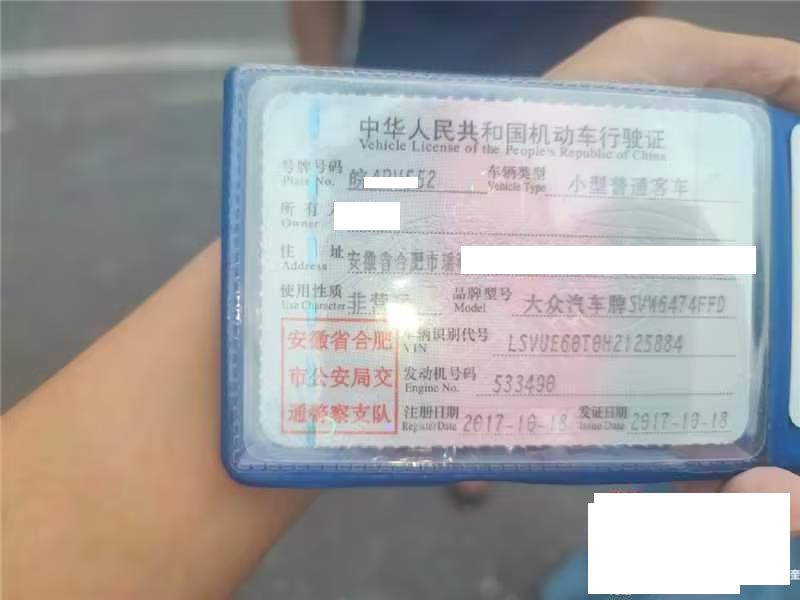 中华人民共和国机动车行驶证
Vehicle License of the People's Republic of China
号牌号码 皖 552 车辆类型 小型普通客车
Plate No. Vehicle Type
所有
Owner
住址 安徽省合肥市瑞
Address
使用性质 非营 品牌型号 大众汽车牌SVW6474FFD
Use Character Model
安徽省合肥 车辆识别代号 LSVUE60T0H2125884
VIN
市公安局交 发动机号码 533490
Engine No.
通警察支队 注册日期 2017-10-18 发证日期 2017-10-18
Register Date Issue Date